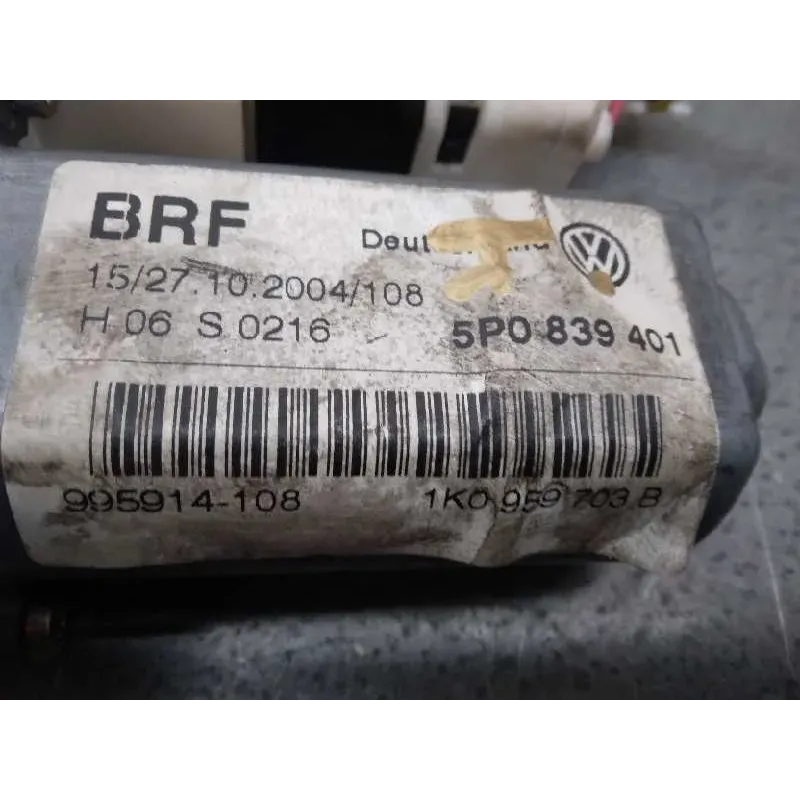 BRF
15/27.10.2004/108
H 06 S 0216
5P0 839 401
995914-108
1K0 959 703 B